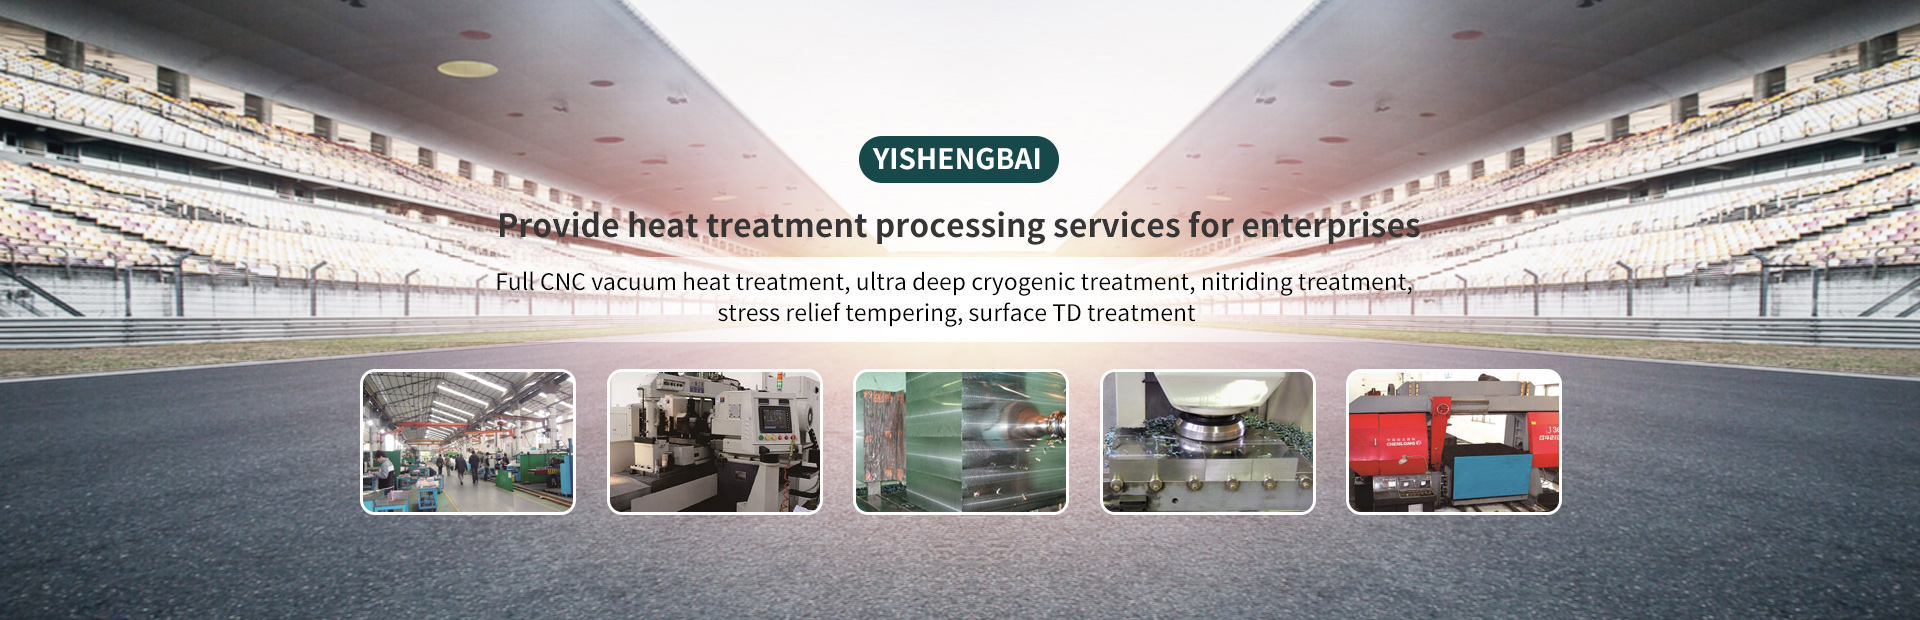 YISHENGBAI
Provide heat treatment processing services for enterprises
Full CNC vacuum heat treatment, ultra deep cryogenic treatment, nitriding treatment,
stress relief tempering, surface TD treatment
CHENLONG